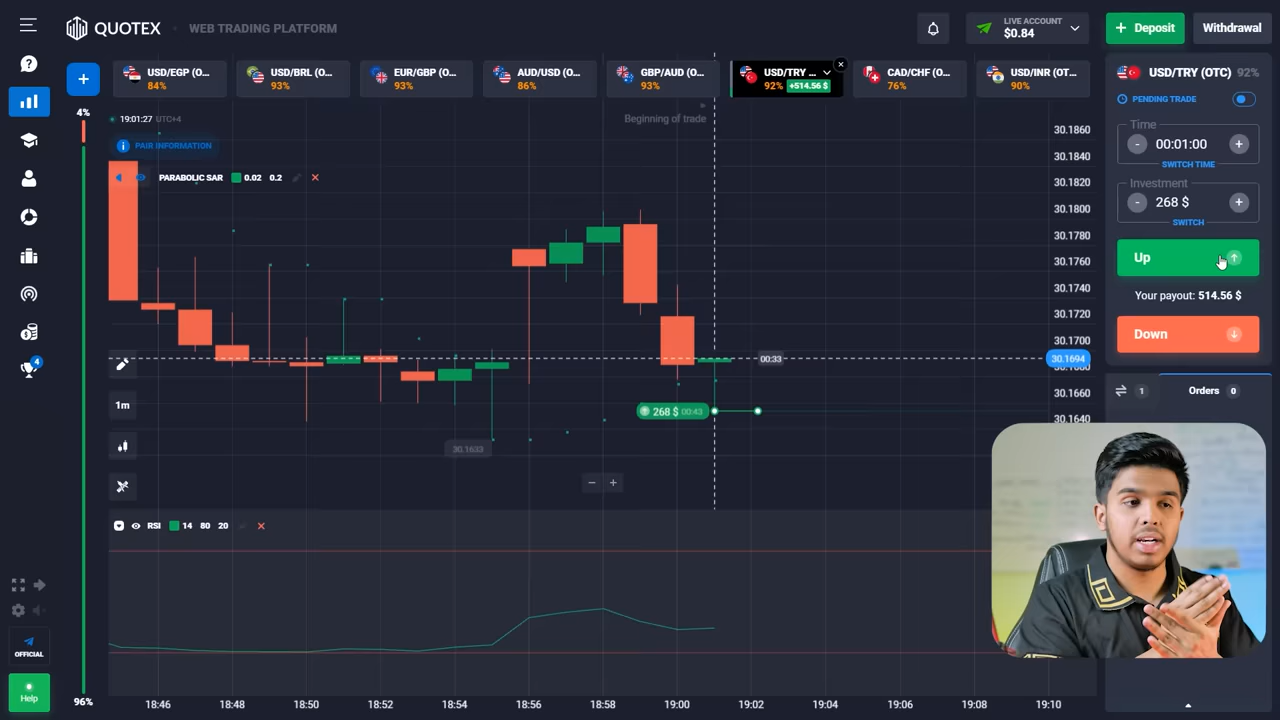 QUOTEX
WEB TRADING PLATFORM
LIVE ACCOUNT
$0.84
Deposit
Withdrawal
USD/EGP (O...
84%
USD/BRL (O...
93%
EUR/GBP (O...
93%
AUD/USD (O...
86%
GBP/AUD (O...
93%
USD/TRY ...
92% +514.56 $
CAD/CHF (O...
76%
USD/INR (OT...
90%
USD/TRY (OTC) 92%
PENDING TRADE
Time
- 00:01:00 +
SWITCH TIME
Investment
- 268 $ +
SWITCH
Up
Your payout: 514.56 $
Down
1
Orders 0
4%
96%
19:01:27 UTC+4
Beginning of trade
PAIR INFORMATION
PARABOLIC SAR 0.02 0.2
30.1860
30.1840
30.1820
30.1800
30.1780
30.1760
30.1740
30.1720
30.1700
30.1694
30.1660
30.1640
00:33
268 $ 00:43
30.1633
1m
RSI 14 80 20
4
OFFICIAL
Help
18:46 18:48 18:50 18:52 18:54 18:56 18:58 19:00 19:02 19:04 19:06 19:08 19:10